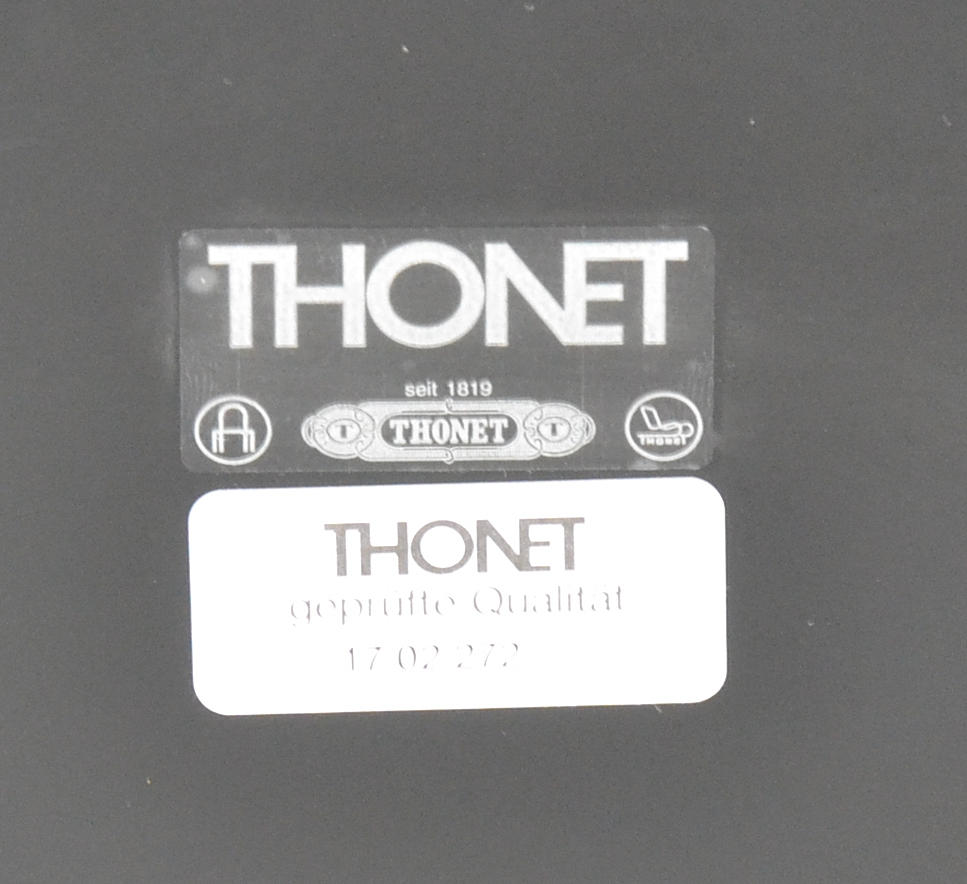 THONET
seit 1819
T THONET T
THONET
THONET
geprüfte Qualität
17 02 272